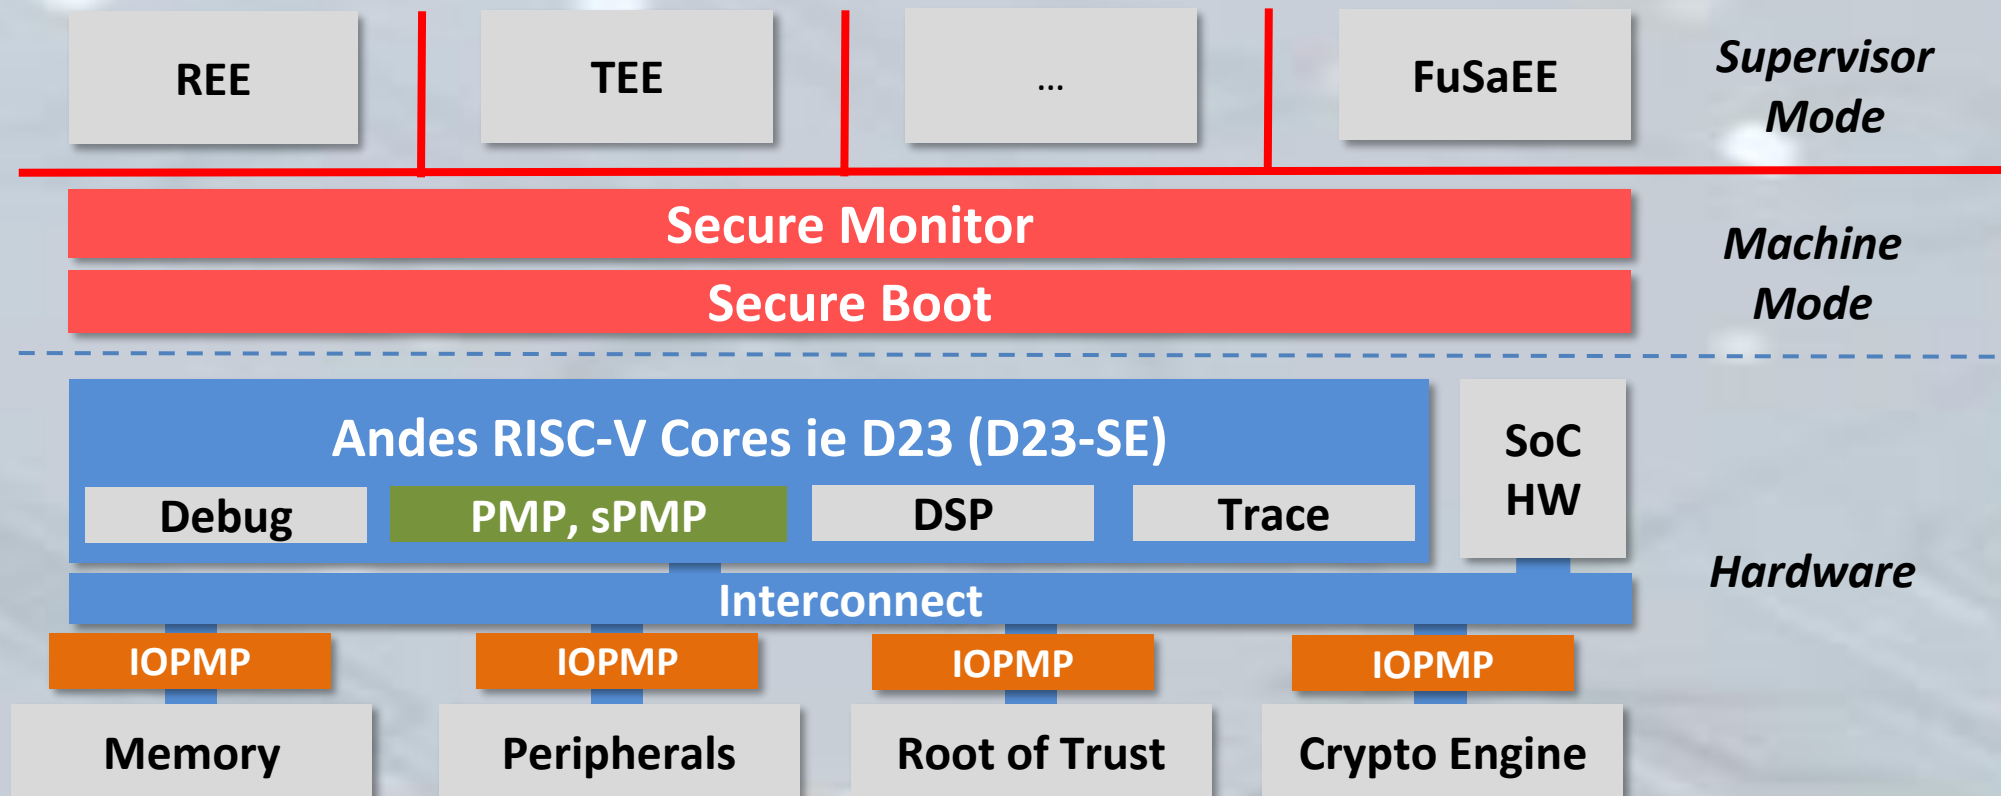 REE
TEE
...
FuSaEE
Supervisor
Mode
Secure Monitor
Secure Boot
Machine
Mode
Andes RISC-V Cores ie D23 (D23-SE)
Debug
PMP, sPMP
DSP
Trace
SoC
HW
Interconnect
Hardware
IOPMP
IOPMP
IOPMP
IOPMP
Memory
Peripherals
Root of Trust
Crypto Engine